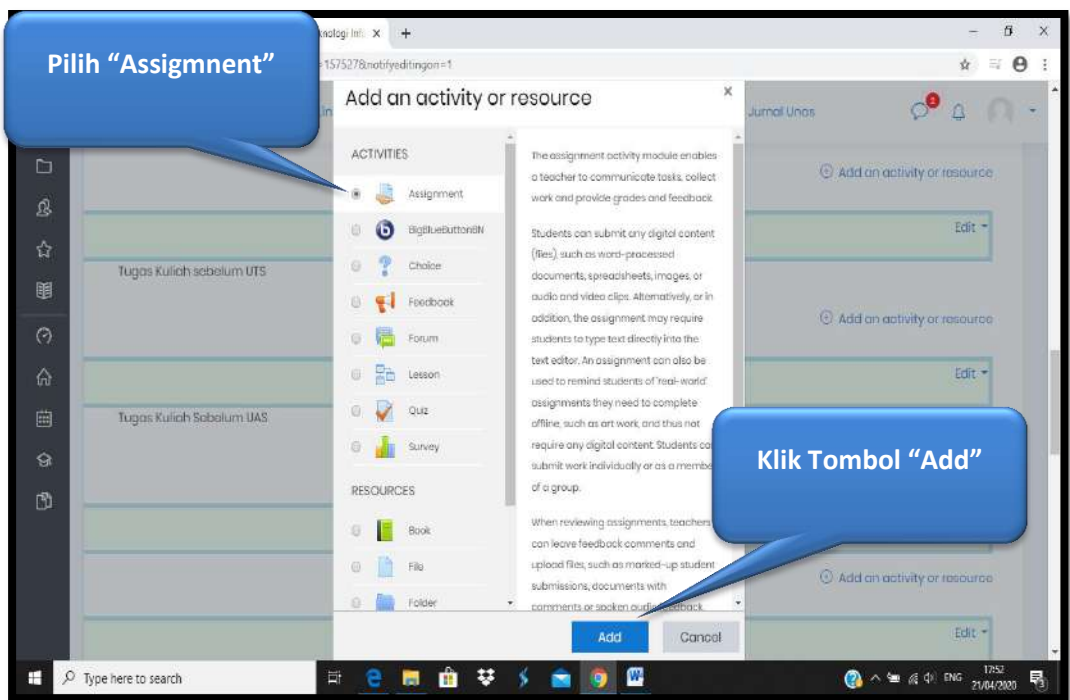 Pilih “Assigmnent”
=157527&notifyeditingon=1
Add an activity or resource
Jurnal Unas
ACTIVITIES
Assignment
BigBlueButtonBN
Choice
Feedback
Forum
Lesson
Quiz
Survey
RESOURCES
Book
File
Folder
The assignment activity module enables
a teacher to communicate tasks, collect
work and provide grades and feedback.
Students can submit any digital content
(files), such as word-processed
documents, spreadsheets, images, or
audio and video clips. Alternatively, or in
addition, the assignment may require
students to type text directly into the
text editor. An assignment can also be
used to remind students of 'real-world'
assignments they need to complete
offline, such as art work, and thus not
require any digital content. Students
submit work individually or as a
of a group.
When reviewing assignments, teachers
can leave feedback comments and
upload files, such as marked-up student
submissions, documents with
comments or spoken audio feedback.
Add an activity or resource
Edit
Tugas Kuliah sebelum UTS
Add an activity or resource
Edit
Tugas Kuliah Sebelum UAS
Klik Tombol “Add”
Add an activity or resource
Edit
Add
Cancel
Type here to search
ENG
17:52
21/04/2020